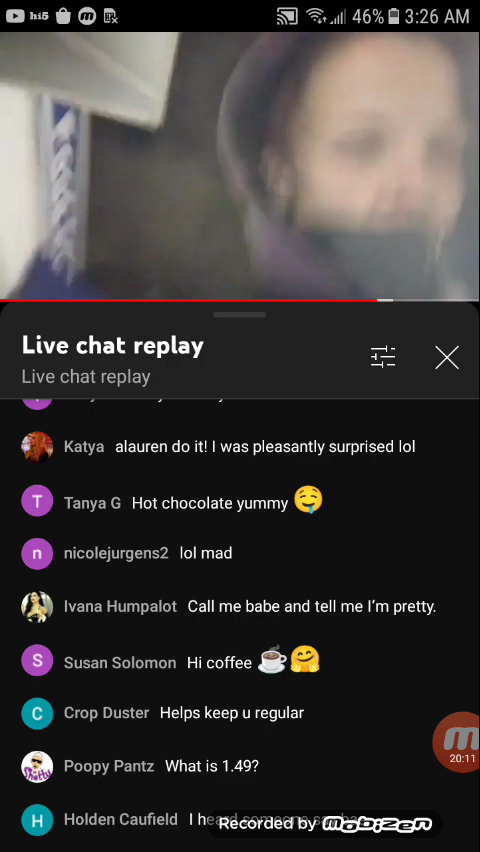 hi5
46% 3:26 AM
Live chat replay
Live chat replay
Katya alauren do it! I was pleasantly surprised lol
Tanya G Hot chocolate yummy 🤤
nicolejurgens2 lol mad
Ivana Humpalot Call me babe and tell me I'm pretty.
Susan Solomon Hi coffee ☕🤗
Crop Duster Helps keep u regular
Poopy Pantz What is 1.49?
Holden Caufield I heard someone
T
n
S
C
H
Shitty
20:11
Recorded by mobizen